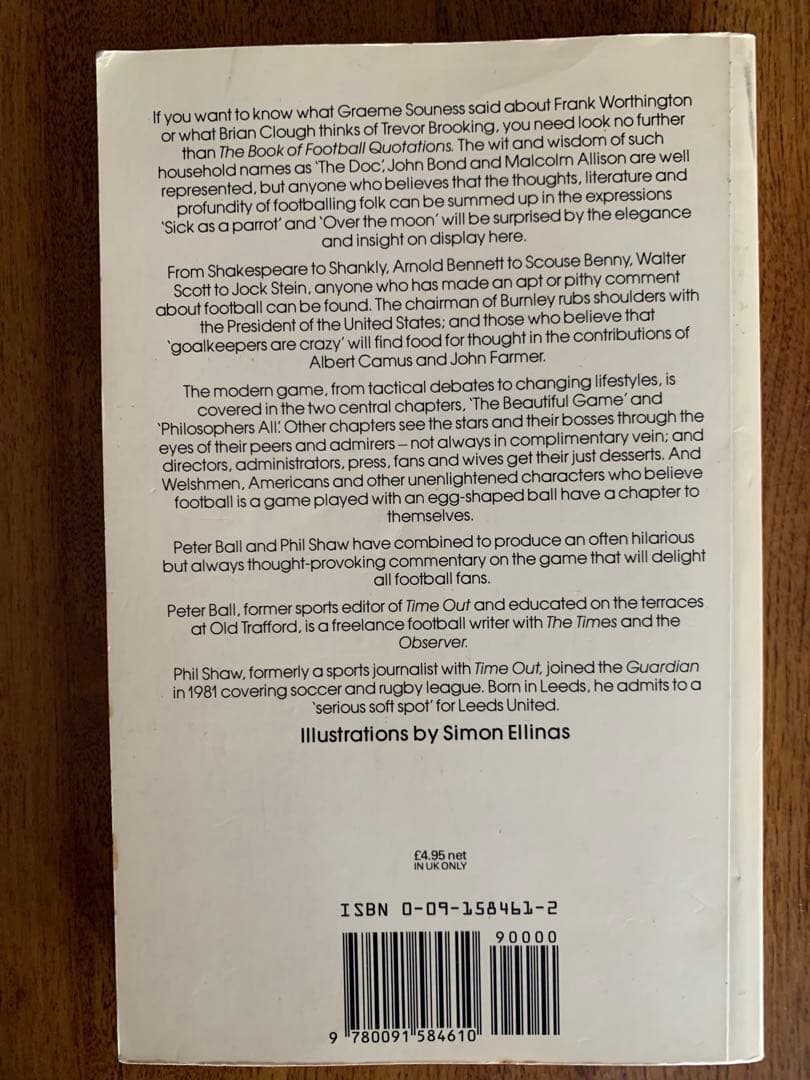 If you want to know what Graeme Souness said about Frank Worthington
or what Brian Clough thinks of Trevor Brooking, you need look no further
than The Book of Football Quotations. The wit and wisdom of such
household names as 'The Doc', John Bond and Malcolm Allison are well
represented, but anyone who believes that the thoughts, literature and
profundity of footballing folk can be summed up in the expressions
'Sick as a parrot' and 'Over the moon' will be surprised by the elegance
and insight on display here.
From Shakespeare to Shankly, Arnold Bennett to Scouse Benny, Walter
Scott to Jock Stein, anyone who has made an apt or pithy comment
about football can be found. The chairman of Burnley rubs shoulders with
the President of the United States; and those who believe that
'goalkeepers are crazy' will find food for thought in the contributions of
Albert Camus and John Farmer.
The modern game, from tactical debates to changing lifestyles, is
covered in the two central chapters, 'The Beautiful Game' and
'Philosophers All'. Other chapters see the stars and their bosses through the
eyes of their peers and admirers – not always in complimentary vein; and
directors, administrators, press, fans and wives get their just desserts. And
Welshmen, Americans and other unenlightened characters who believe
football is a game played with an egg-shaped ball have a chapter to
themselves.
Peter Ball and Phil Shaw have combined to produce an often hilarious
but always thought-provoking commentary on the game that will delight
all football fans.
Peter Ball, former sports editor of Time Out and educated on the terraces
at Old Trafford, is a freelance football writer with The Times and the
Observer.
Phil Shaw, formerly a sports journalist with Time Out, joined the Guardian
in 1981 covering soccer and rugby league. Born in Leeds, he admits to a
'serious soft spot' for Leeds United.
Illustrations by Simon Ellinas
£4.95 net
IN UK ONLY
ISBN 0-09-158461-2
90000
9 780091 584610